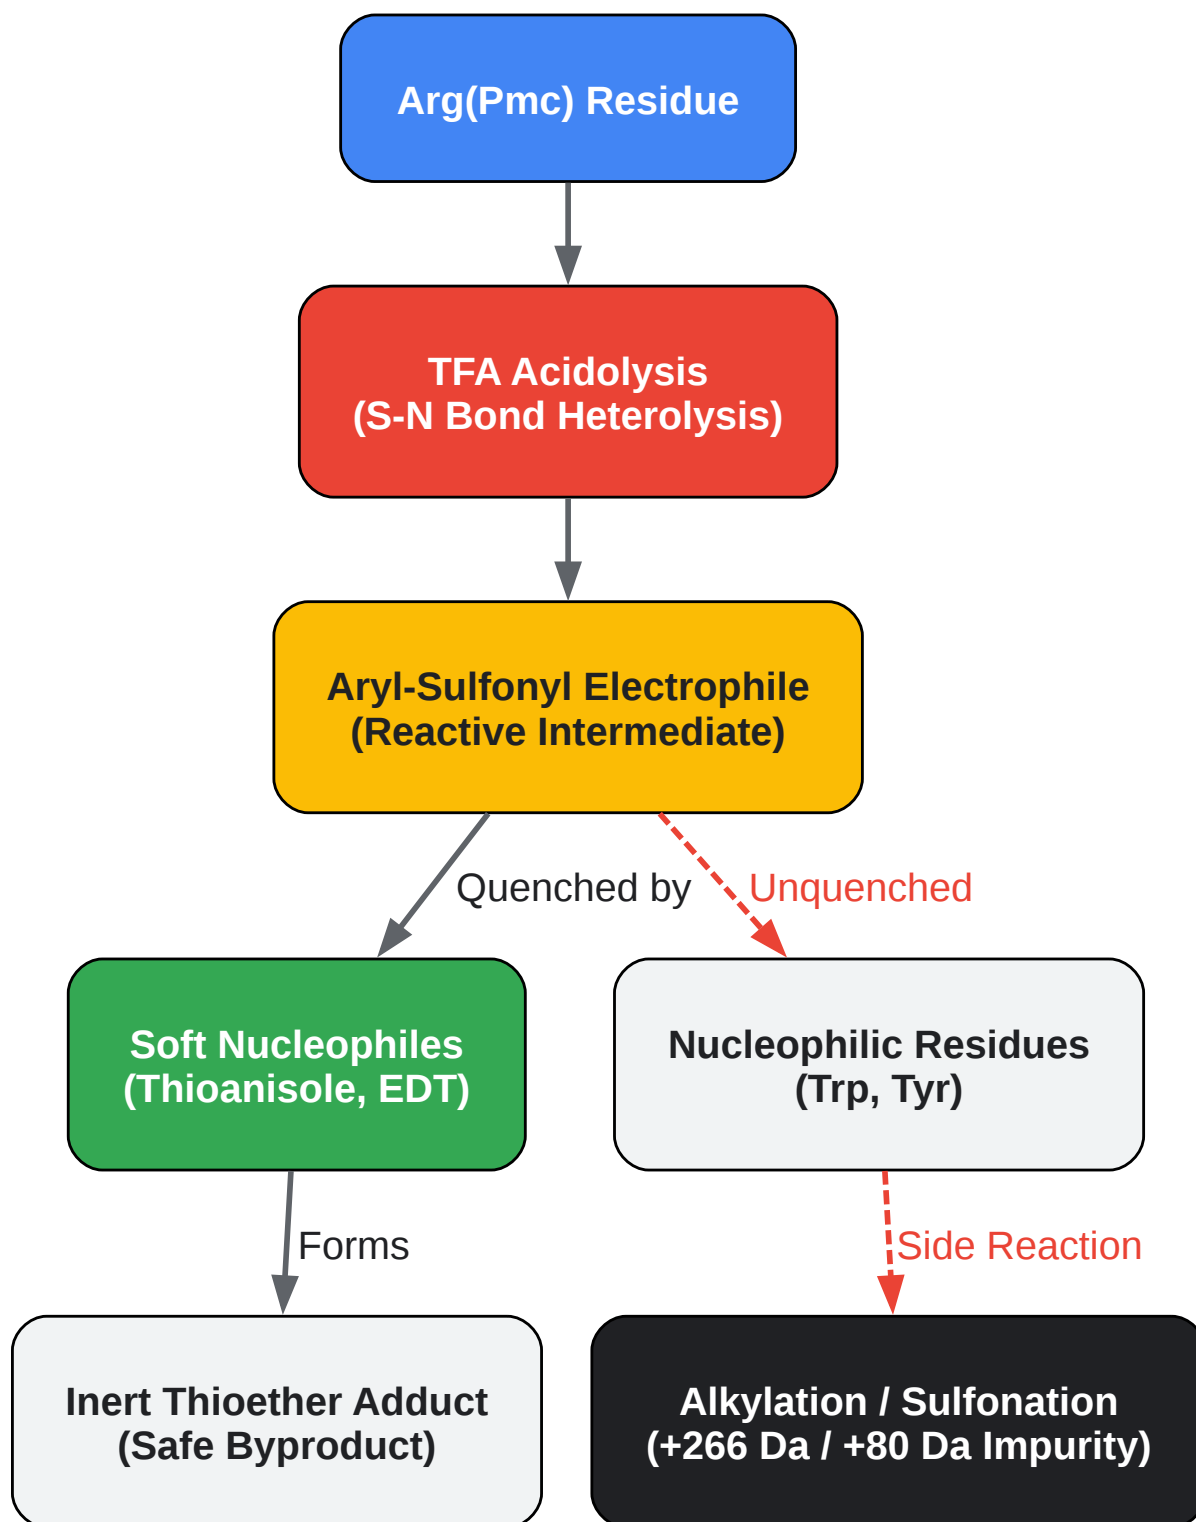 Arg(Pmc) Residue
TFA Acidolysis
(S-N Bond Heterolysis)
Aryl-Sulfonyl Electrophile
(Reactive Intermediate)
Quenched by
Unquenched
Soft Nucleophiles
(Thioanisole, EDT)
Nucleophilic Residues
(Trp, Tyr)
Forms
Side Reaction
Inert Thioether Adduct
(Safe Byproduct)
Alkylation / Sulfonation
(+266 Da / +80 Da Impurity)